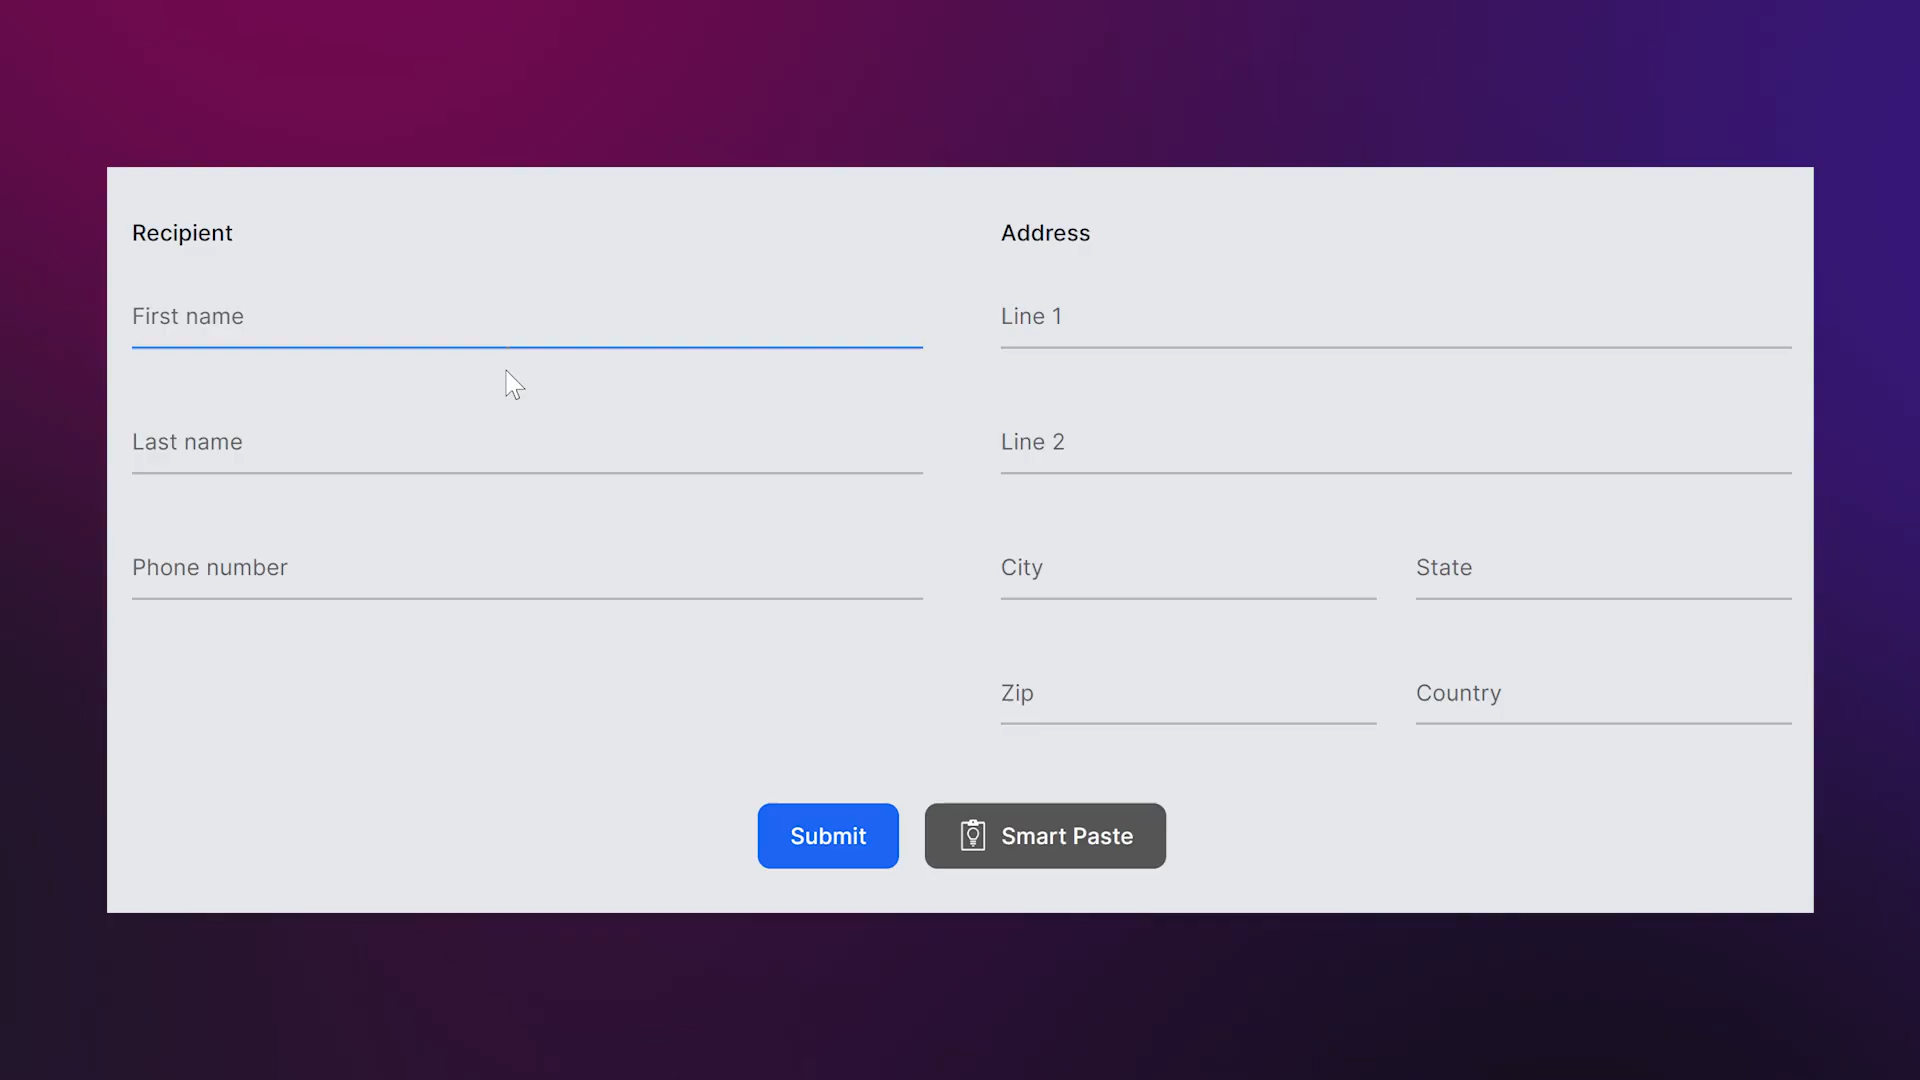 Recipient
First name
Last name
Phone number
Address
Line 1
Line 2
City
State
Zip
Country
Submit
Smart Paste